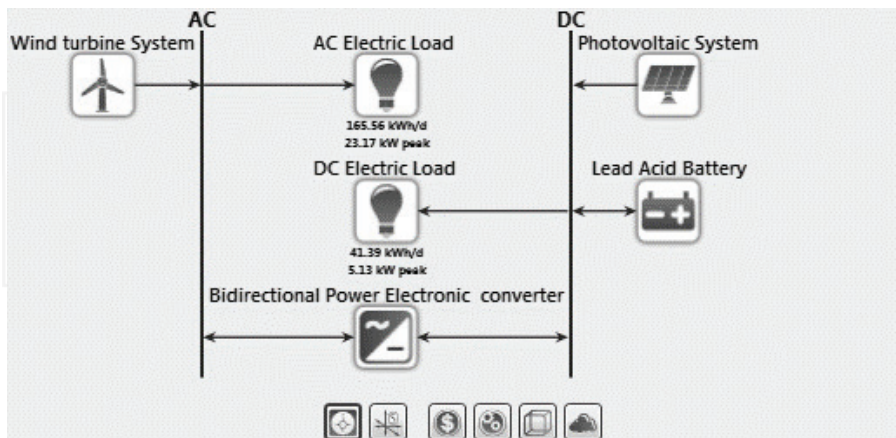 AC
DC
Wind turbine System
AC Electric Load
Photovoltaic System
165.56 kWh/d
23.17 kW peak
DC Electric Load
Lead Acid Battery
41.39 kWh/d
5.13 kW peak
Bidirectional Power Electronic converter